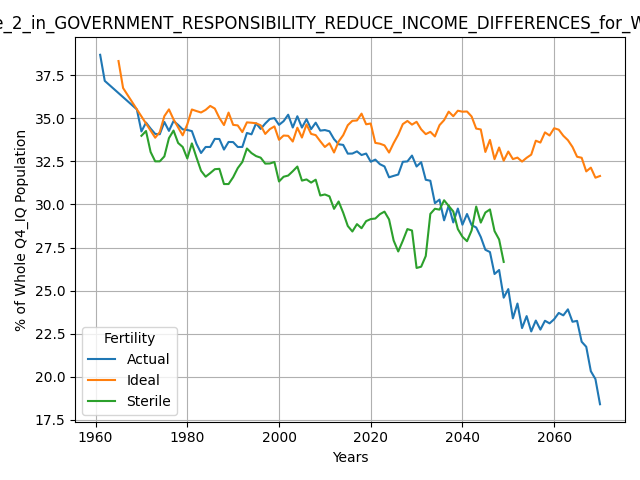 e_2_in_GOVERNMENT_RESPONSIBILITY_REDUCE_INCOME_DIFFERENCES_for_W
37.5
35.0
32.5
30.0
27.5
25.0
22.5
20.0
17.5
% of Whole Q4_IQ Population
Fertility
Actual
Ideal
Sterile
1960 1980 2000 2020 2040 2060
Years